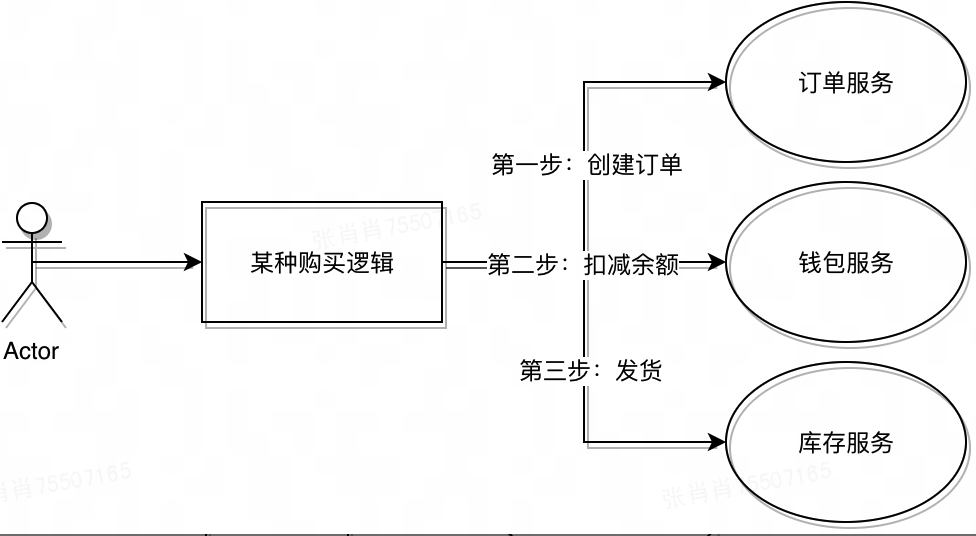 订单服务
第一步：创建订单
张肖肖75507165
某种购买逻辑
第二步：扣减余额
钱包服务
Actor
第三步：发货
库存服务
肖肖75507165
张肖肖75507165